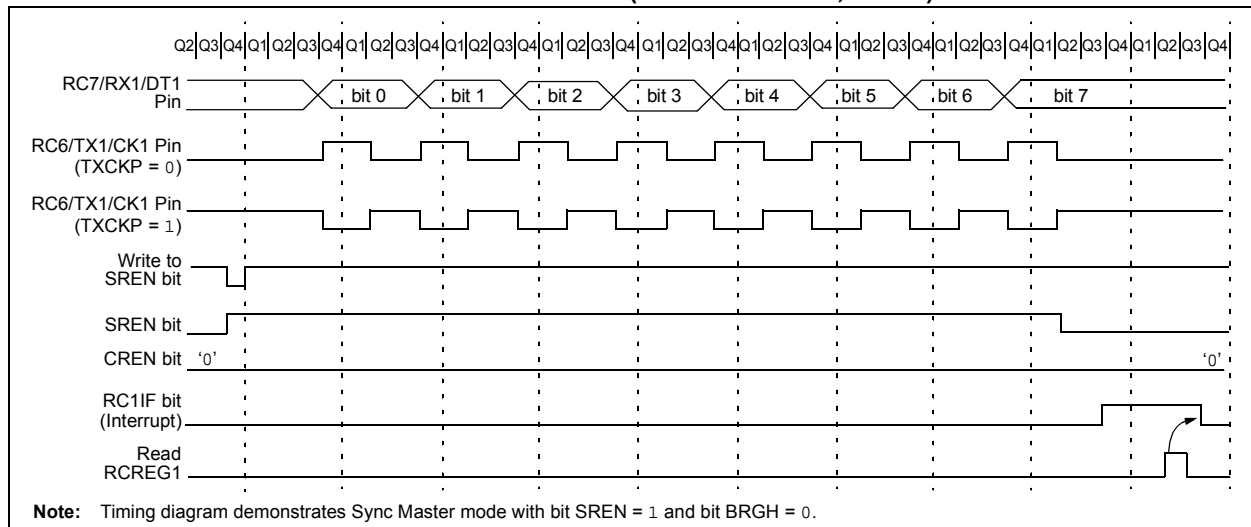 Q2 Q3 Q4 Q1 Q2 Q3 Q4 Q1 Q2 Q3 Q4 Q1 Q2 Q3 Q4 Q1 Q2 Q3 Q4 Q1 Q2 Q3 Q4 Q1 Q2 Q3 Q4 Q1 Q2 Q3 Q4 Q1 Q2 Q3 Q4 Q1 Q2 Q3 Q4 Q1 Q2 Q3 Q4
RC7/RX1/DT1
Pin
bit 0 bit 1 bit 2 bit 3 bit 4 bit 5 bit 6 bit 7
RC6/TX1/CK1 Pin
(TXCKP = 0)
RC6/TX1/CK1 Pin
(TXCKP = 1)
Write to
SREN bit
SREN bit
CREN bit ‘0’ ‘0’
RC1IF bit
(Interrupt)
Read
RCREG1
Note: Timing diagram demonstrates Sync Master mode with bit SREN = 1 and bit BRGH = 0.